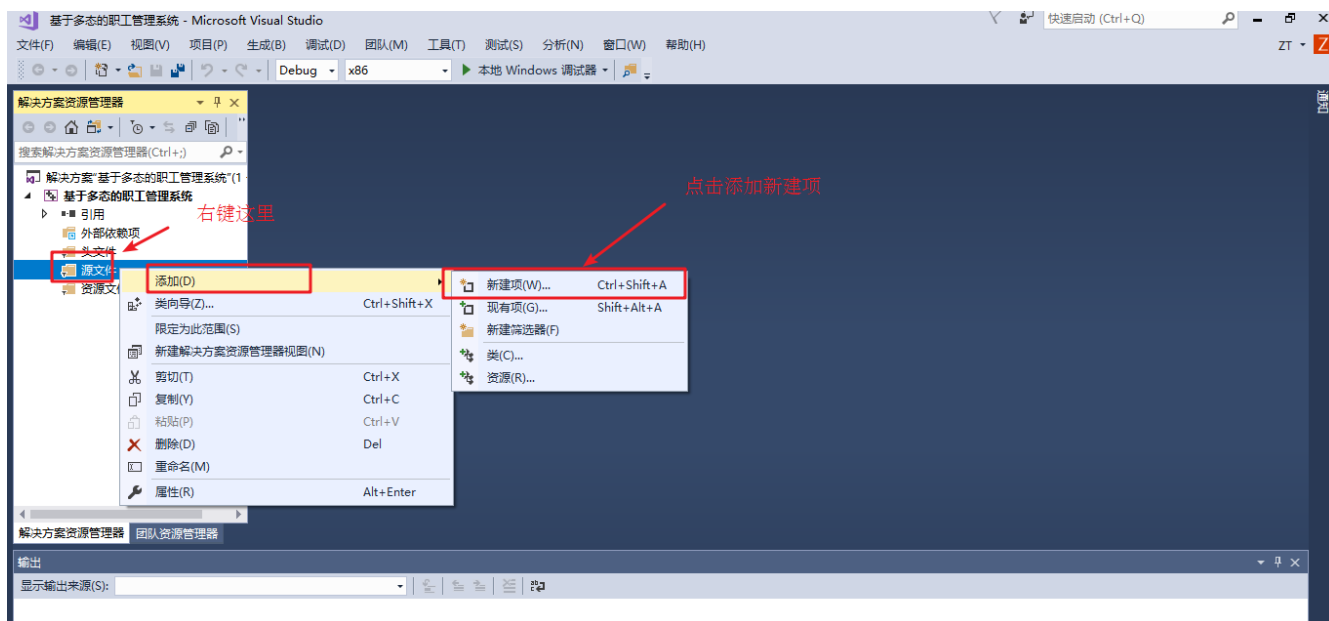 基于多态的职工管理系统 - Microsoft Visual Studio
快速启动 (Ctrl+Q)
文件(F) 编辑(E) 视图(V) 项目(P) 生成(B) 调试(D) 团队(M) 工具(T) 测试(S) 分析(N) 窗口(W) 帮助(H)
ZT
Z
Debug
x86
本地 Windows 调试器
解决方案资源管理器
通知
搜索解决方案资源管理器(Ctrl+;)
解决方案"基于多态的职工管理系统"(1
基于多态的职工管理系统
点击添加新建项
引用
右键这里
外部依赖项
头文件
源文件
资源文
添加(D)
类向导(Z)... Ctrl+Shift+X
限定为此范围(S)
新建解决方案资源管理器视图(N)
剪切(T) Ctrl+X
复制(Y) Ctrl+C
粘贴(P) Ctrl+V
删除(D) Del
重命名(M)
属性(R) Alt+Enter
新建项(W)... Ctrl+Shift+A
现有项(G)... Shift+Alt+A
新建筛选器(F)
类(C)...
资源(R)...
解决方案资源管理器 团队资源管理器
输出
显示输出来源(S):